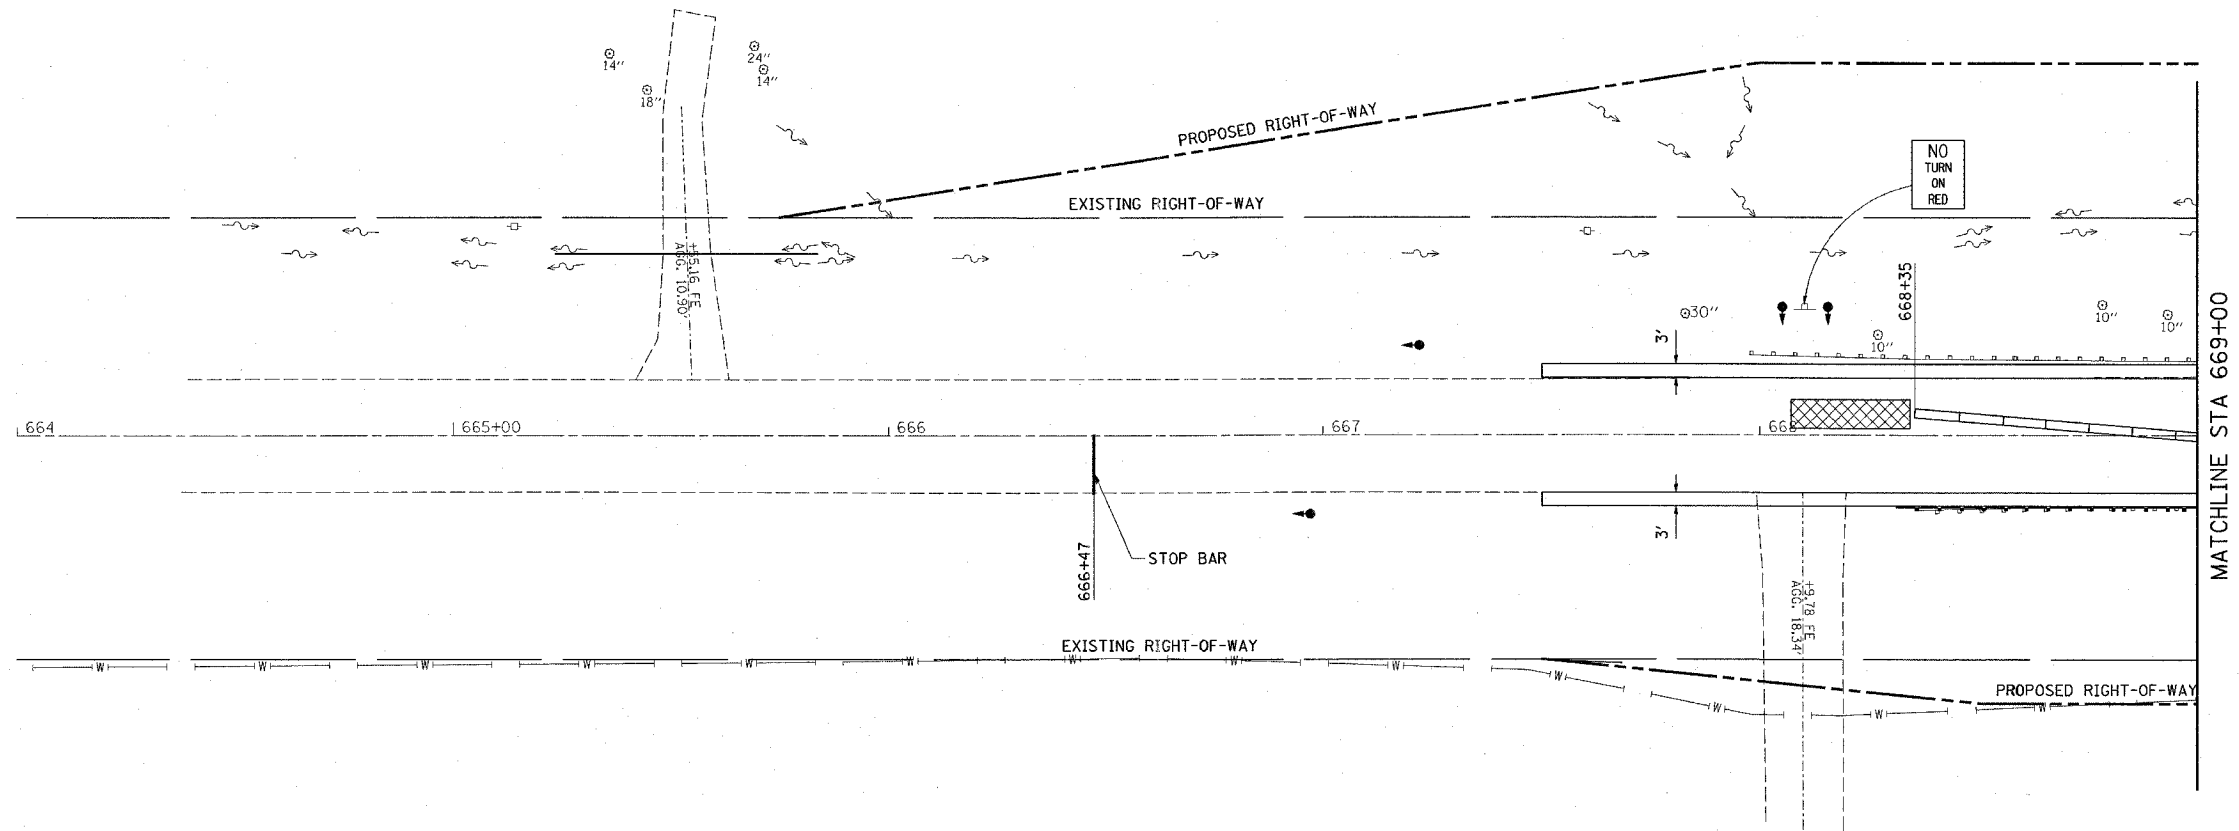 14"
18"
24"
14"
PROPOSED RIGHT-OF-WAY
NO
TURN
ON
RED
EXISTING RIGHT-OF-WAY
+55.16 FE
AGG. 10.90'
30"
3'
10"
668+35
10"
10"
MATCHLINE STA 669+00
664
665+00
666
667
668
3'
STOP BAR
666+47
+9.78 FE
AGG. 18.34'
EXISTING RIGHT-OF-WAY
W W W W W W W W W W W W W
PROPOSED RIGHT-OF-WAY